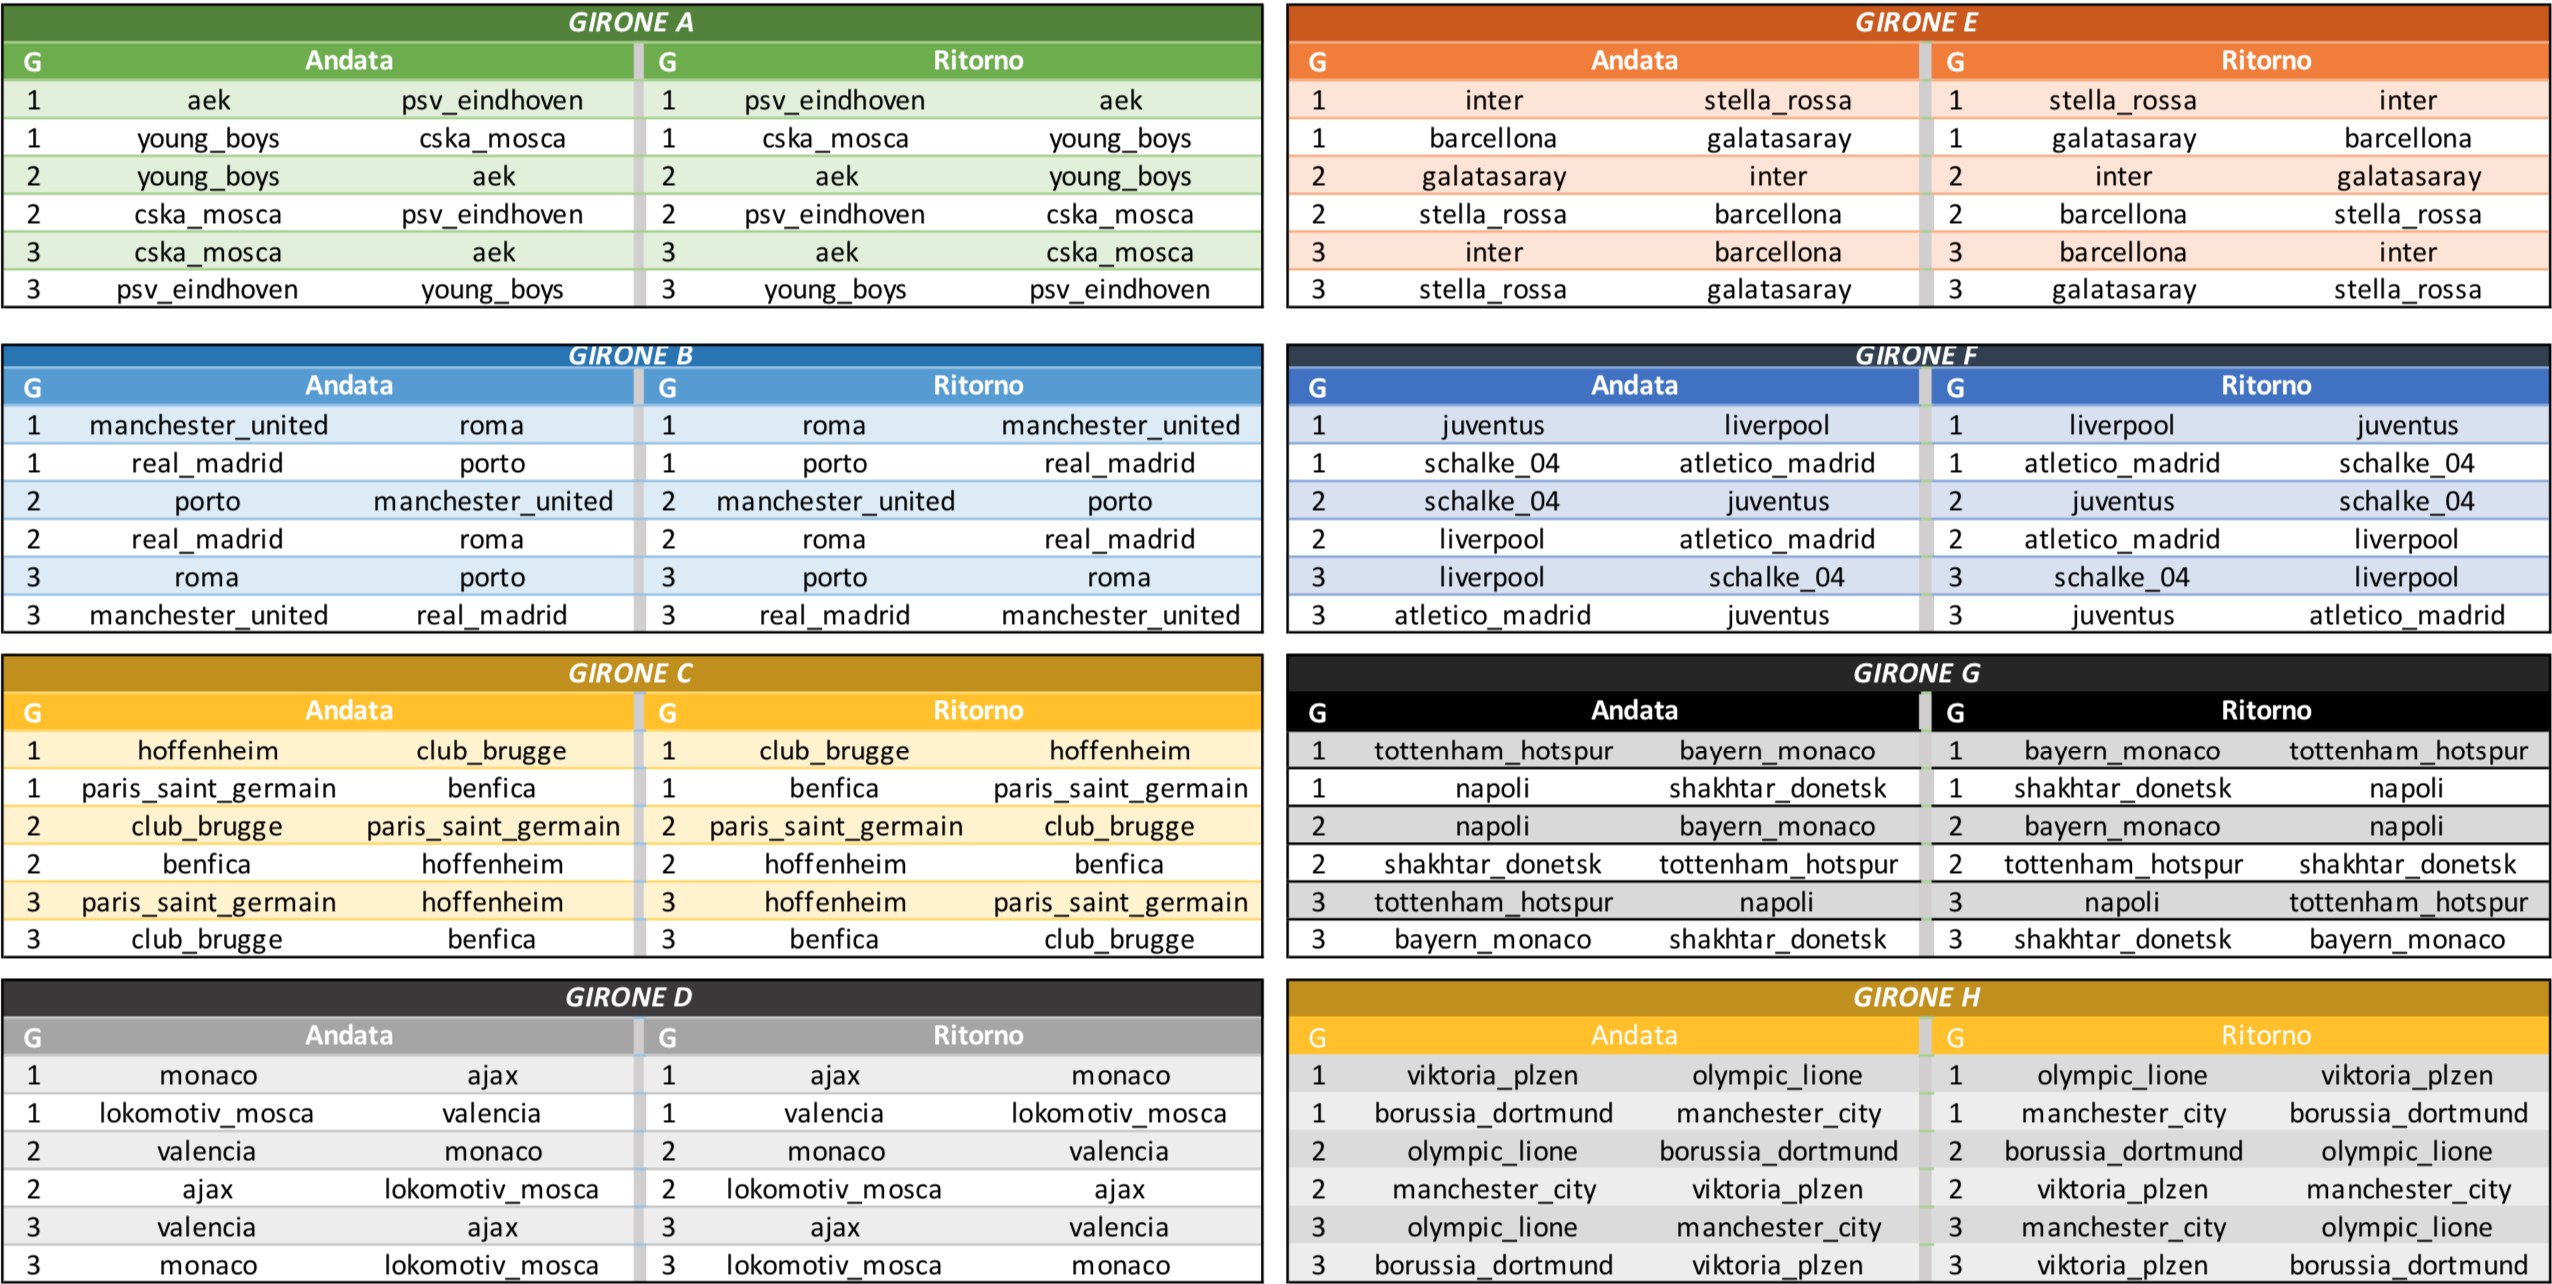 GIRONE A
G Andata G Ritorno
1 aek psv_eindhoven 1 psv_eindhoven aek
1 young_boys cska_mosca 1 cska_mosca young_boys
2 young_boys aek 2 aek young_boys
2 cska_mosca psv_eindhoven 2 psv_eindhoven cska_mosca
3 cska_mosca aek 3 aek cska_mosca
3 psv_eindhoven young_boys 3 young_boys psv_eindhoven
GIRONE E
G Andata G Ritorno
1 inter stella_rossa 1 stella_rossa inter
1 barcellona galatasaray 1 galatasaray barcellona
2 galatasaray inter 2 inter galatasaray
2 stella_rossa barcellona 2 barcellona stella_rossa
3 inter barcellona 3 barcellona inter
3 stella_rossa galatasaray 3 galatasaray stella_rossa
GIRONE B
G Andata G Ritorno
1 manchester_united roma 1 roma manchester_united
1 real_madrid porto 1 porto real_madrid
2 porto manchester_united 2 manchester_united porto
2 real_madrid roma 2 roma real_madrid
3 roma porto 3 porto roma
3 manchester_united real_madrid 3 real_madrid manchester_united
GIRONE F
G Andata G Ritorno
1 juventus liverpool 1 liverpool juventus
1 schalke_04 atletico_madrid 1 atletico_madrid schalke_04
2 schalke_04 juventus 2 juventus schalke_04
2 liverpool atletico_madrid 2 atletico_madrid liverpool
3 liverpool schalke_04 3 schalke_04 liverpool
3 atletico_madrid juventus 3 juventus atletico_madrid
GIRONE C
G Andata G Ritorno
1 hoffenheim club_brugge 1 club_brugge hoffenheim
1 paris_saint_germain benfica 1 benfica paris_saint_germain
2 club_brugge paris_saint_germain 2 paris_saint_germain club_brugge
2 benfica hoffenheim 2 hoffenheim benfica
3 paris_saint_germain hoffenheim 3 hoffenheim paris_saint_germain
3 club_brugge benfica 3 benfica club_brugge
GIRONE G
G Andata G Ritorno
1 tottenham_hotspur bayern_monaco 1 bayern_monaco tottenham_hotspur
1 napoli shakhtar_donetsk 1 shakhtar_donetsk napoli
2 napoli bayern_monaco 2 bayern_monaco napoli
2 shakhtar_donetsk tottenham_hotspur 2 tottenham_hotspur shakhtar_donetsk
3 tottenham_hotspur napoli 3 napoli tottenham_hotspur
3 bayern_monaco shakhtar_donetsk 3 shakhtar_donetsk bayern_monaco
GIRONE D
G Andata G Ritorno
1 monaco ajax 1 ajax monaco
1 lokomotiv_mosca valencia 1 valencia lokomotiv_mosca
2 valencia monaco 2 monaco valencia
2 ajax lokomotiv_mosca 2 lokomotiv_mosca ajax
3 valencia ajax 3 ajax valencia
3 monaco lokomotiv_mosca 3 lokomotiv_mosca monaco
GIRONE H
G Andata G Ritorno
1 viktoria_plzen olympic_lione 1 olympic_lione viktoria_plzen
1 borussia_dortmund manchester_city 1 manchester_city borussia_dortmund
2 olympic_lione borussia_dortmund 2 borussia_dortmund olympic_lione
2 manchester_city viktoria_plzen 2 viktoria_plzen manchester_city
3 olympic_lione manchester_city 3 manchester_city olympic_lione
3 borussia_dortmund viktoria_plzen 3 viktoria_plzen borussia_dortmund